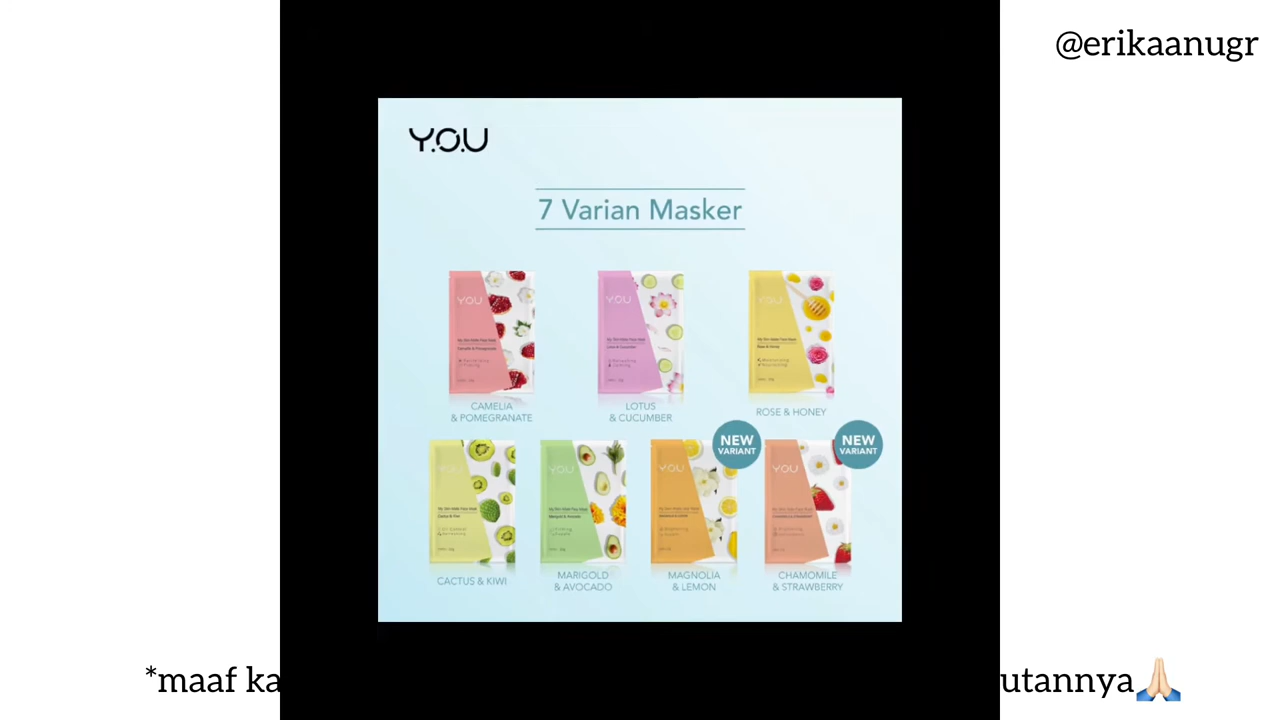 @erikaanugr
Y.O.U
7 Varian Masker
Y.O.U
Y.O.U
Y.O.U
CAMELIA
& POMEGRANATE
LOTUS
& CUCUMBER
ROSE & HONEY
NEW
VARIANT
NEW
VARIANT
Y.O.U
Y.O.U
Y.O.U
Y.O.U
CACTUS & KIWI
MARIGOLD
& AVOCADO
MAGNOLIA
& LEMON
CHAMOMILE
& STRAWBERRY
*maaf ka
utannya🙏🏻